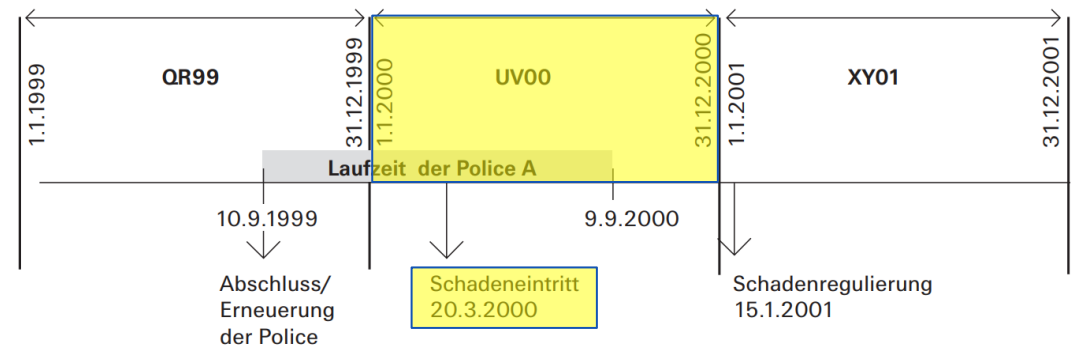 1.1.1999
QR99
31.12.1999
1.1.2000
UV00
31.12.2000
1.1.2001
XY01
31.12.2001
Laufzeit der Police A
10.9.1999
9.9.2000
Abschluss/
Erneuerung
der Police
Schadeneintritt
20.3.2000
Schadenregulierung
15.1.2001